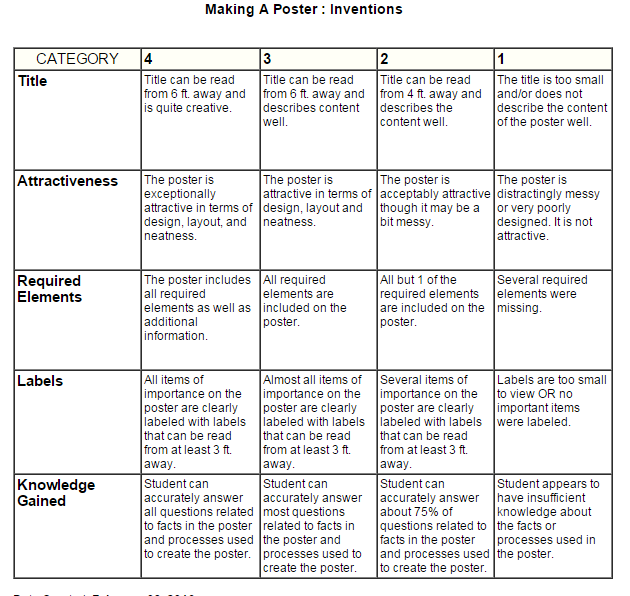 Making A Poster : Inventions
CATEGORY
4
3
2
1
Title
Title can be read
from 6 ft. away and
is quite creative.
Title can be read
from 6 ft. away and
describes content
well.
Title can be read
from 4 ft. away and
describes the
content well.
The title is too small
and/or does not
describe the content
of the poster well.
Attractiveness
The poster is
exceptionally
attractive in terms of
design, layout, and
neatness.
The poster is
attractive in terms of
design, layout and
neatness.
The poster is
acceptably attractive
though it may be a
bit messy.
The poster is
distractingly messy
or very poorly
designed. It is not
attractive.
Required
Elements
The poster includes
all required
elements as well as
additional
information.
All required
elements are
included on the
poster.
All but 1 of the
required elements
are included on the
poster.
Several required
elements were
missing.
Labels
All items of
importance on the
poster are clearly
labeled with labels
that can be read
from at least 3 ft.
away.
Almost all items of
importance on the
poster are clearly
labeled with labels
that can be read
from at least 3 ft.
away.
Several items of
importance on the
poster are clearly
labeled with labels
that can be read
from at least 3 ft.
away.
Labels are too small
to view OR no
important items
were labeled.
Knowledge
Gained
Student can
accurately answer
all questions related
to facts in the poster
and processes used
to create the poster.
Student can
accurately answer
most questions
related to facts in
the poster and
processes used to
create the poster.
Student can
accurately answer
about 75% of
questions related to
facts in the poster
and processes used
to create the poster.
Student appears to
have insufficient
knowledge about
the facts or
processes used in
the poster.